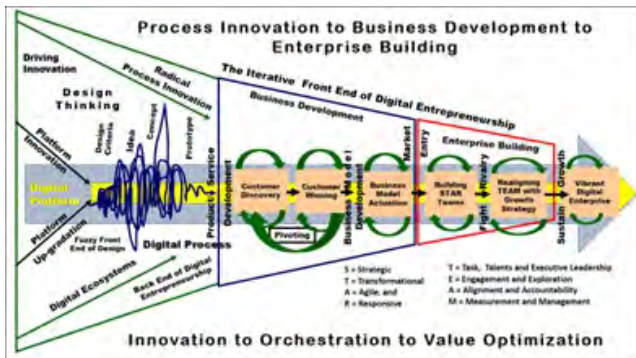 Process Innovation to Business Development to
Enterprise Building
Driving Innovation
Radical
Process Innovation
The Iterative Front End of Digital Entrepreneurship
Business Development
Design
Thinking
Design
Criteria
Idea
Concept
Prototype
Platform
Innovation
Digital Platform
Platform
Up-gradation
Fuzzy Front
End of Design
Digital Process
Digital Ecosystems
Back End of Digital
Entrepreneurship
Product/Service
Development
Customer
Discovery
Customer
Winning
Pivoting
Business Model
Development
Business
Model
Actuation
Market
Entry
Enterprise Building
Building
STAR
Teams
Fight Rivalry
Realigning
TEAM with
Growth
Strategy
Sustain Growth
Vibrant
Digital
Enterprise
S = Strategic
T = Transformational
A = Agile, and
R = Responsive
T = Task, Talents and Executive Leadership
E = Engagement and Exploration
A = Alignment and Accountability
M = Measurement and Management
Innovation to Orchestration to Value Optimization